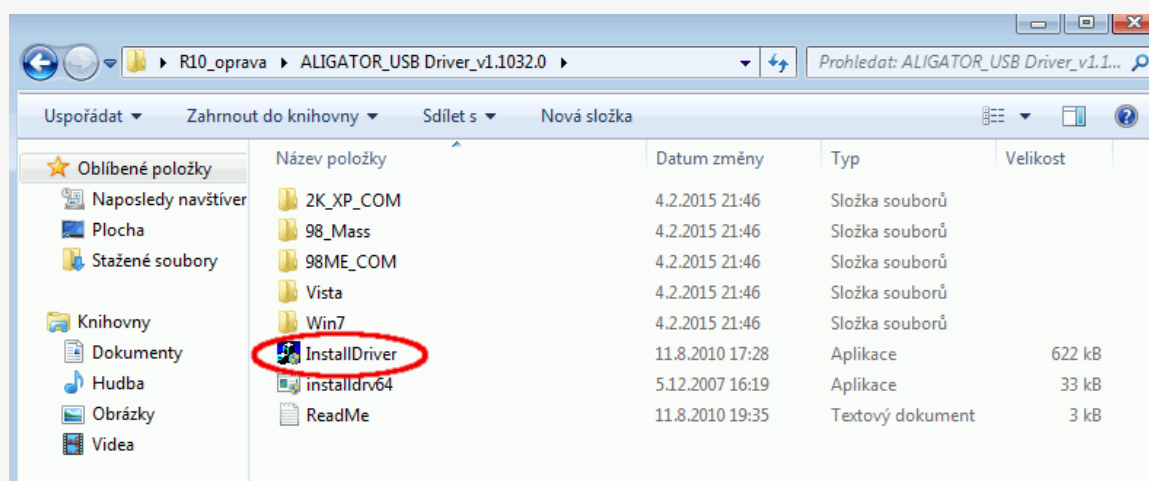 R10_oprava ALIGATOR_USB Driver_v1.1032.0 Prohledat: ALIGATOR_USB Driver_v1.1...
Uspořádat Zahrnout do knihovny Sdílet s Nová složka
Oblíbené položky
Naposledy navštíver
Plocha
Stažené soubory
Knihovny
Dokumenty
Hudba
Obrázky
Videa
Název položky Datum změny Typ Velikost
2K_XP_COM 4.2.2015 21:46 Složka souborů
98_Mass 4.2.2015 21:46 Složka souborů
98ME_COM 4.2.2015 21:46 Složka souborů
Vista 4.2.2015 21:46 Složka souborů
Win7 4.2.2015 21:46 Složka souborů
InstallDriver 11.8.2010 17:28 Aplikace 622 kB
installdrv64 5.12.2007 16:19 Aplikace 33 kB
ReadMe 11.8.2010 19:35 Textový dokument 3 kB